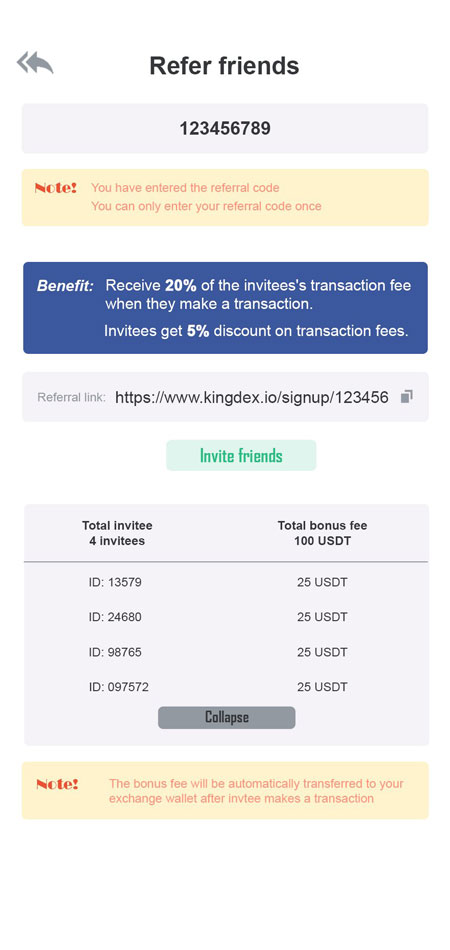 Refer friends
123456789
Note! You have entered the referral code
You can only enter your referral code once
Benefit: Receive 20% of the invitees's transaction fee
when they make a transaction.
Invitees get 5% discount on transaction fees.
Referral link: https://www.kingdex.io/signup/123456
Invite friends
Total invitee Total bonus fee
4 invitees 100 USDT
ID: 13579 25 USDT
ID: 24680 25 USDT
ID: 98765 25 USDT
ID: 097572 25 USDT
Collapse
Note! The bonus fee will be automatically transferred to your
exchange wallet after invtee makes a transaction